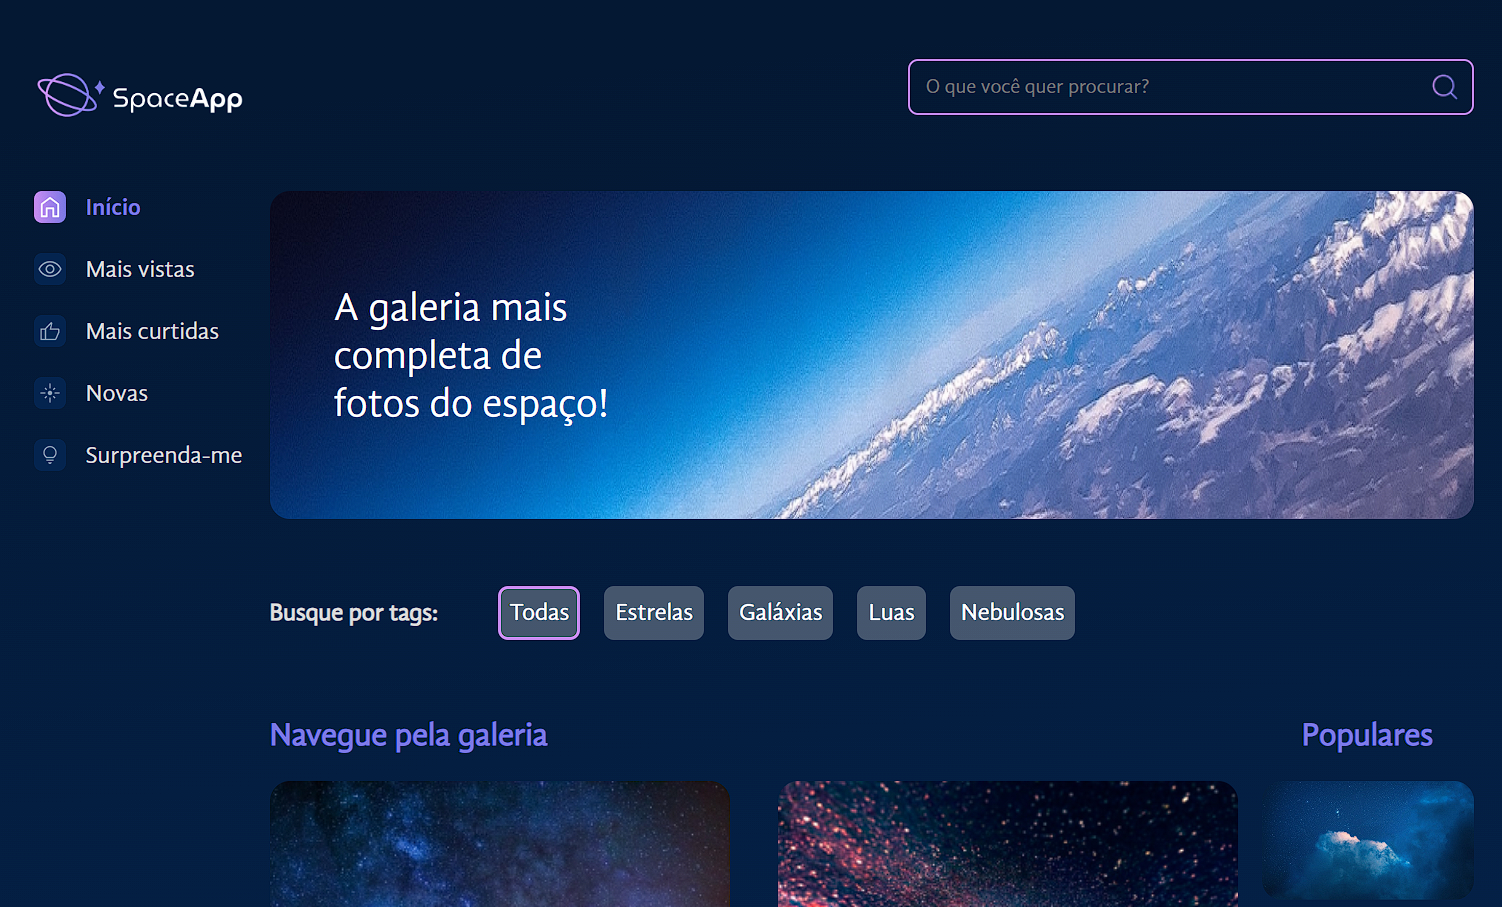 SpaceApp
O que você quer procurar?
Início
Mais vistas
Mais curtidas
Novas
Surpreenda-me
A galeria mais
completa de
fotos do espaço!
Busque por tags:
Todas
Estrelas
Galáxias
Luas
Nebulosas
Navegue pela galeria
Populares